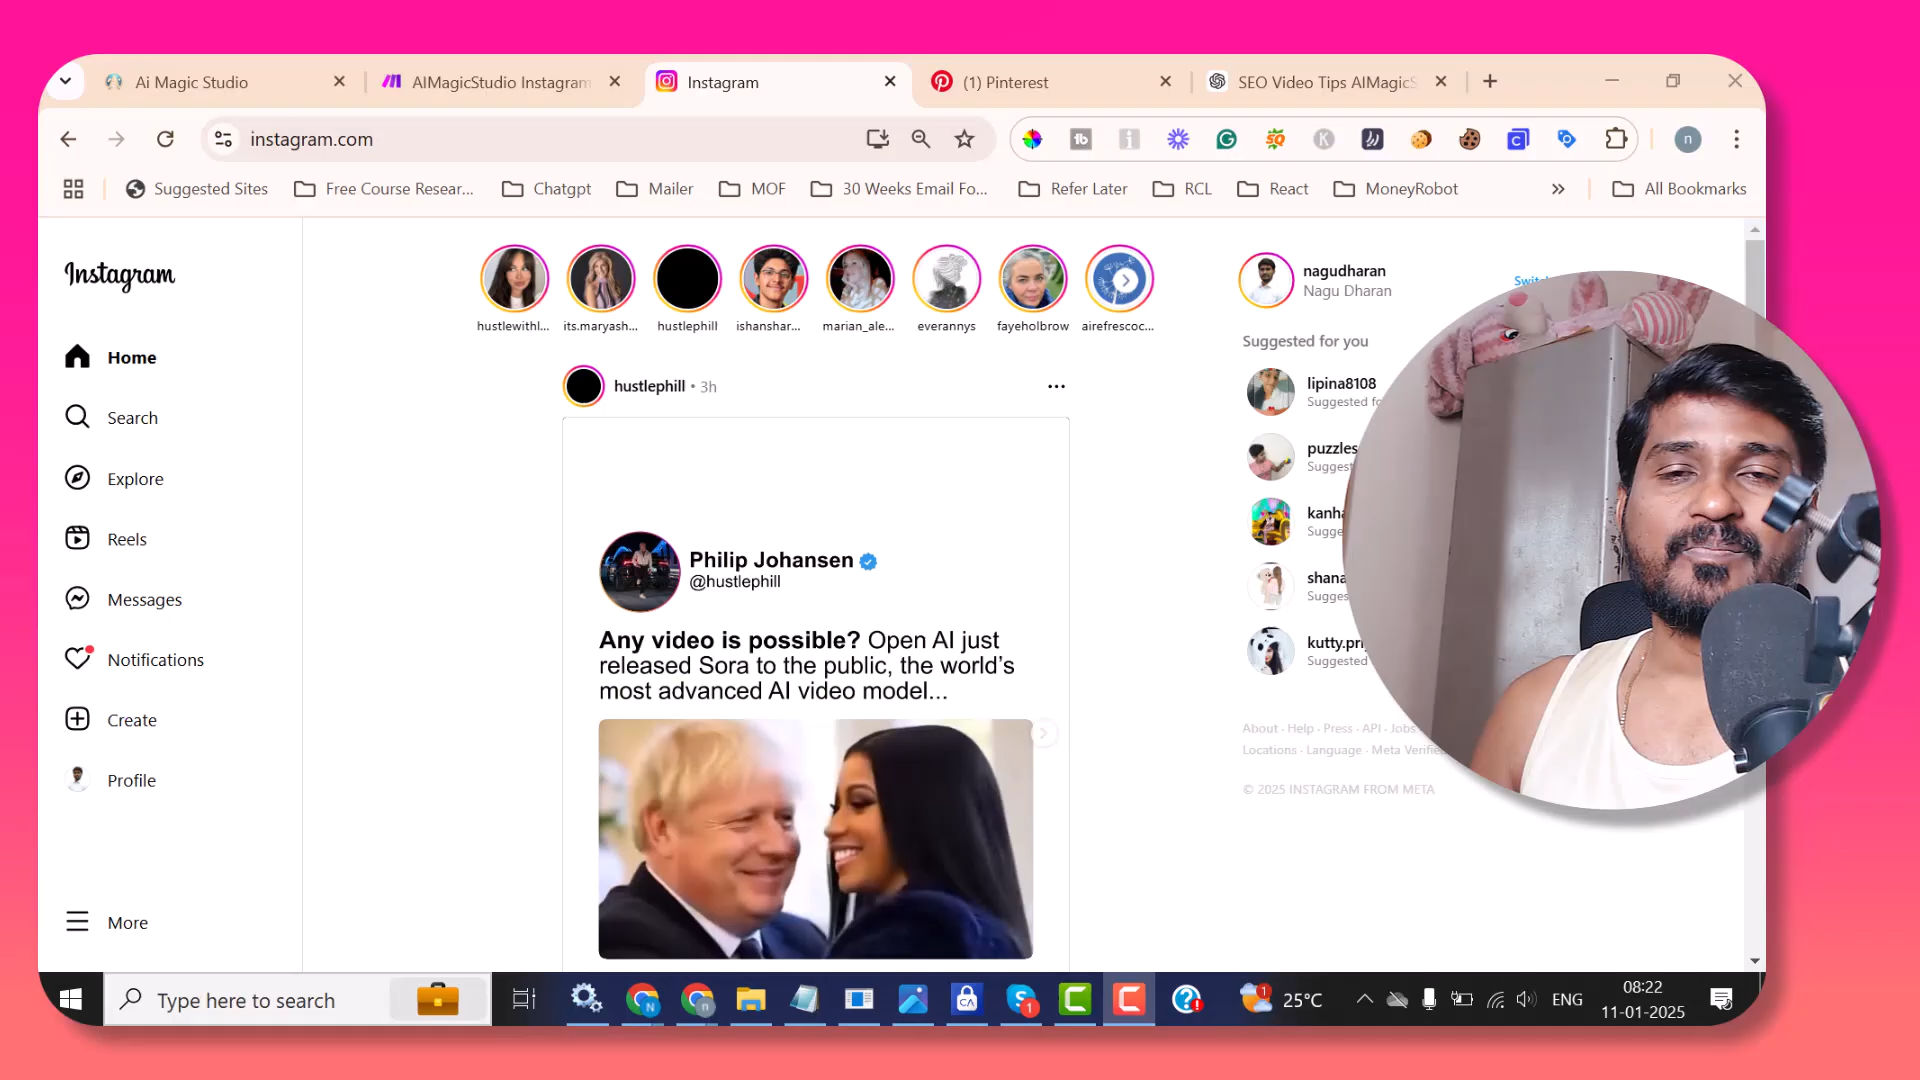 Ai Magic Studio
AIMagicStudio Instagram
Instagram
(1) Pinterest
SEO Video Tips AIMagicS
instagram.com
Suggested Sites
Free Course Resear...
Chatgpt
Mailer
MOF
30 Weeks Email Fo...
Refer Later
RCL
React
MoneyRobot
All Bookmarks
Instagram
Home
Search
Explore
Reels
Messages
Notifications
Create
Profile
More
hustlewithl...
its.maryash...
hustlephill
ishanshar...
marian_ale...
everannys
fayeholbrow
airefrescoc...
hustlephill • 3h
Philip Johansen
@hustlephill
Any video is possible? Open AI just
released Sora to the public, the world's
most advanced AI video model...
nagudharan
Nagu Dharan
Switch
Suggested for you
lipina8108
Suggested fo
puzzles
Suggest
kanha
Sugge
shana
Sugges
kutty.pri
Suggested
About · Help · Press · API · Jobs
Locations · Language · Meta Verified
© 2025 INSTAGRAM FROM META
Type here to search
25°C
ENG
08:22
11-01-2025